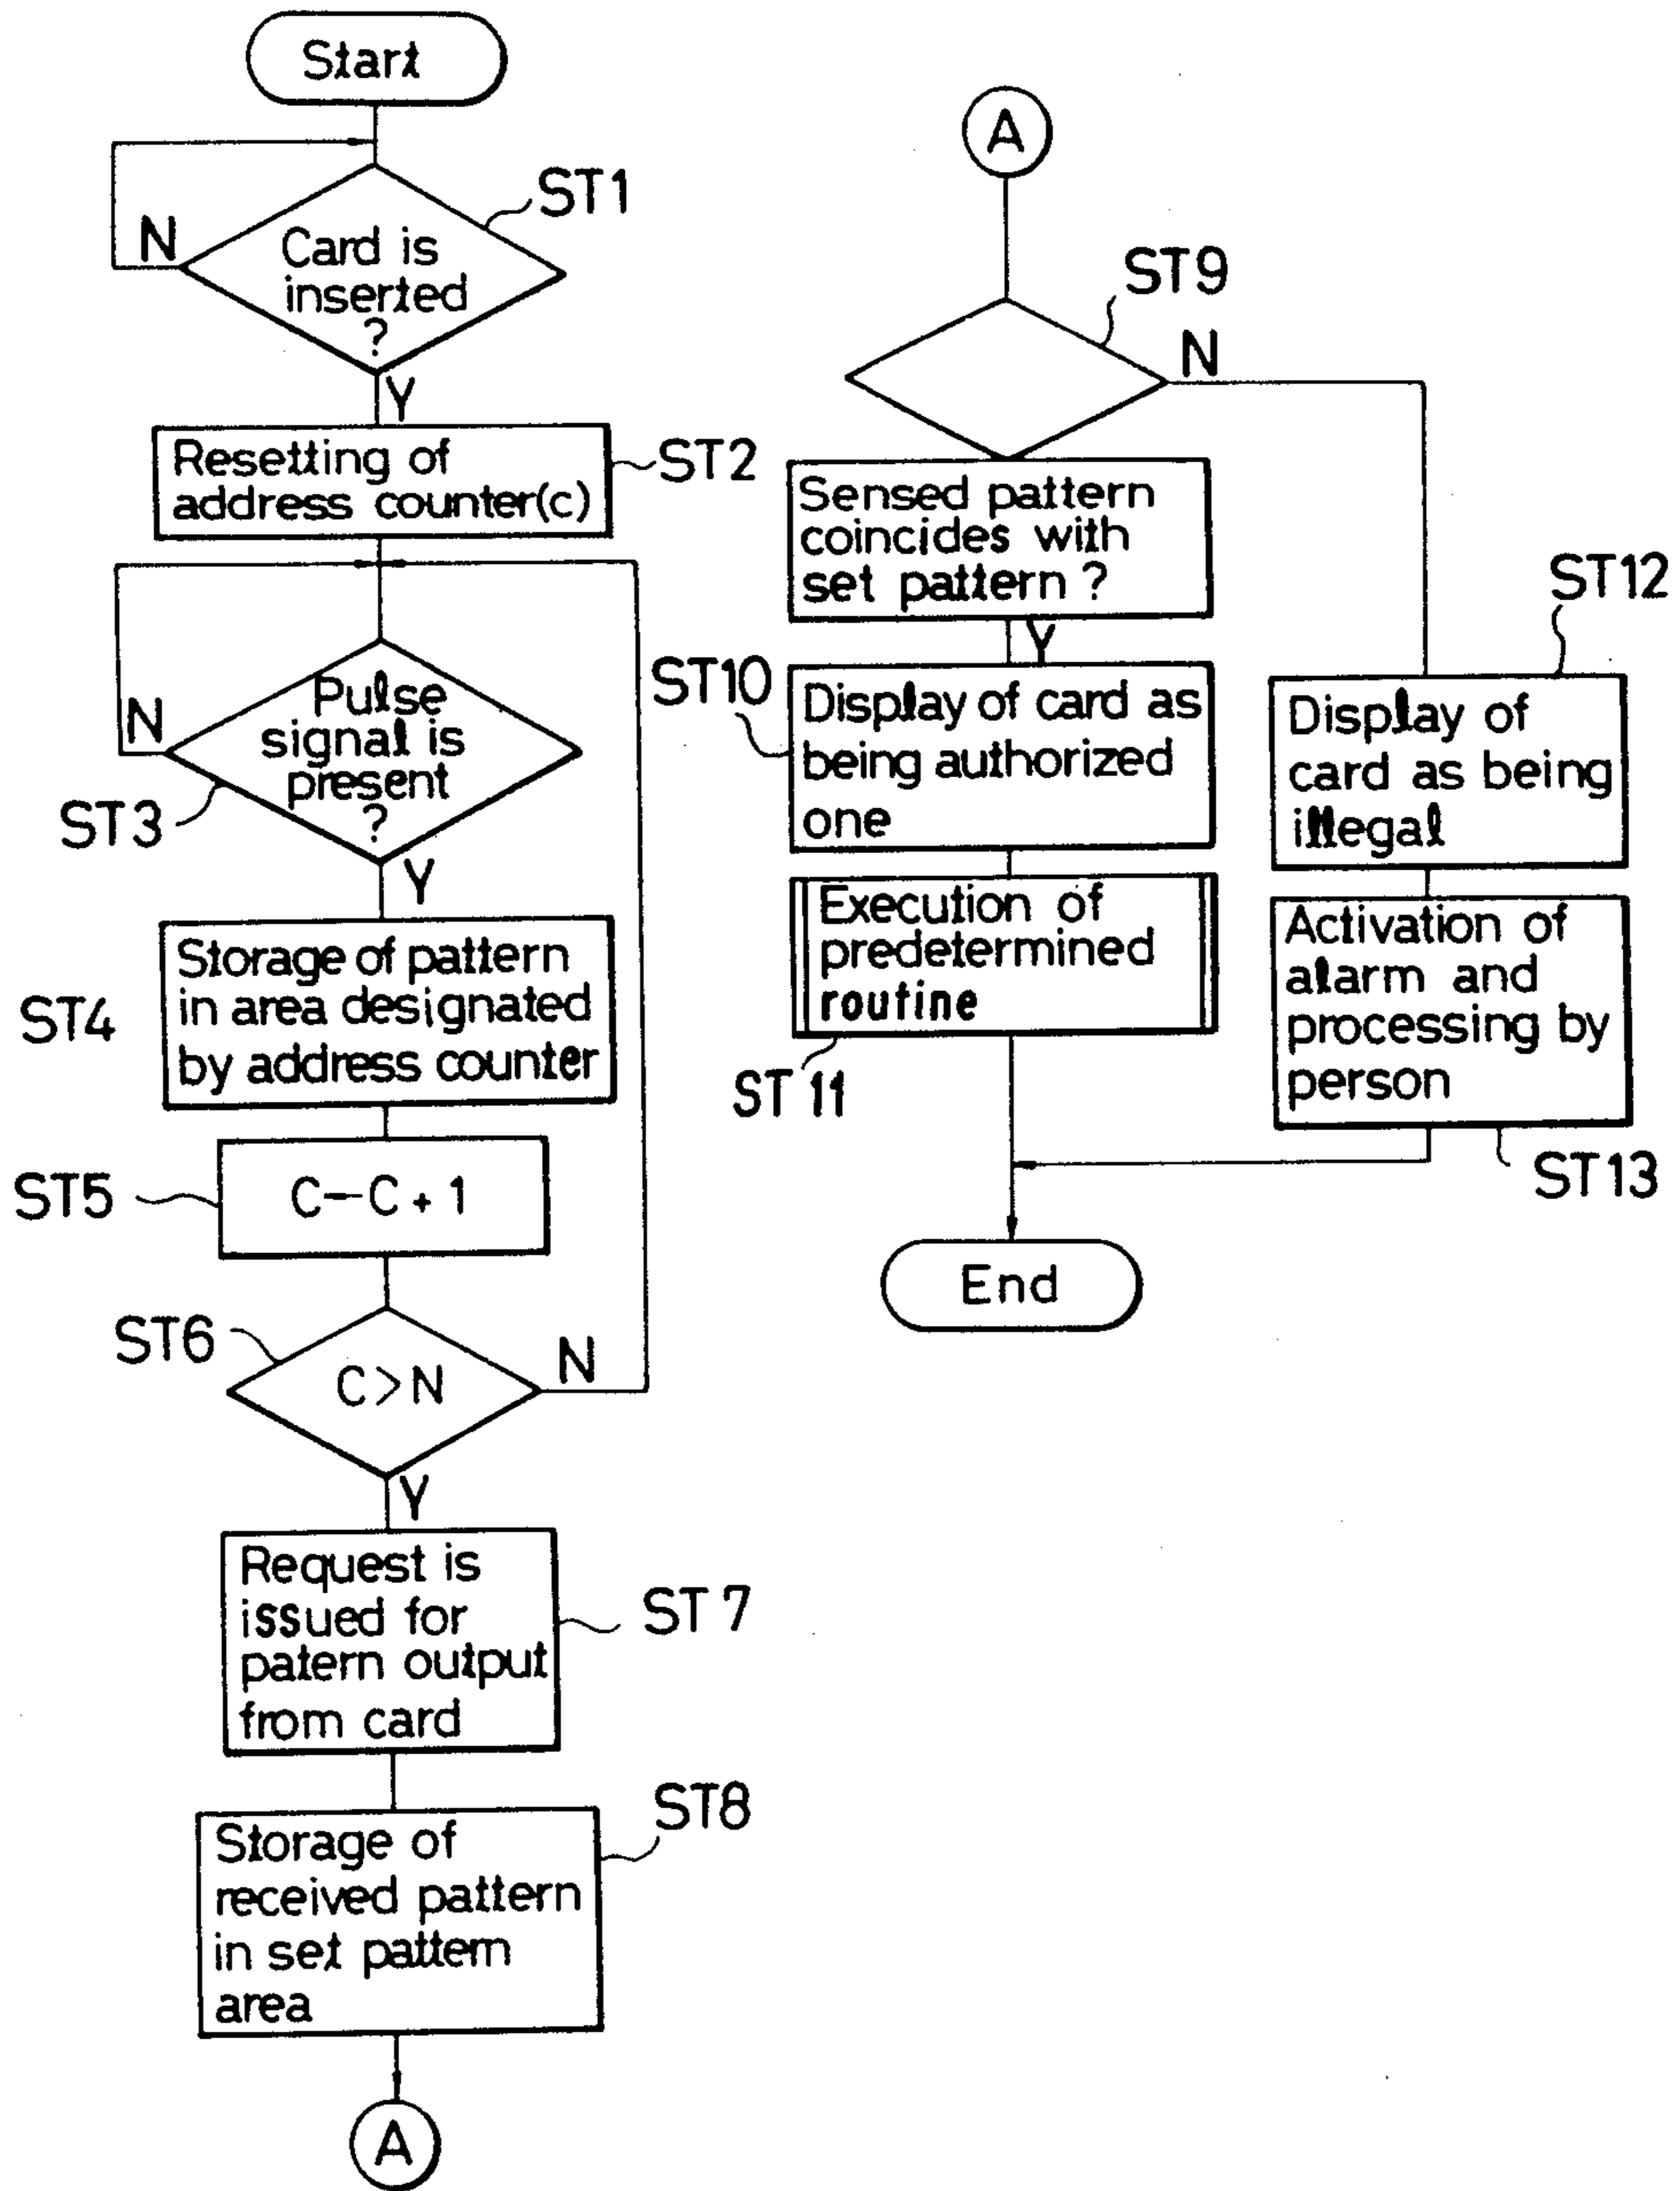 Start
ST1
N
Card is
inserted
?
Y
Resetting of
address counter(c)
ST2
N
Pulse
signal is
present
?
ST3
Y
Storage of pattern
in area designated
by address counter
ST4
C—C + 1
ST5
ST6
C>N
N
Y
Request is
issued for
patern output
from card
ST7
ST8
Storage of
received pattern
in set pattern
area
A
A
ST9
N
Sensed pattern
coincides with
set pattern ?
Y
ST10
Display of card as
being authorized
one
Execution of
predetermined
routine
ST11
ST12
Display of
card as being
illegal
Activation of
alarm and
processing by
person
ST13
End